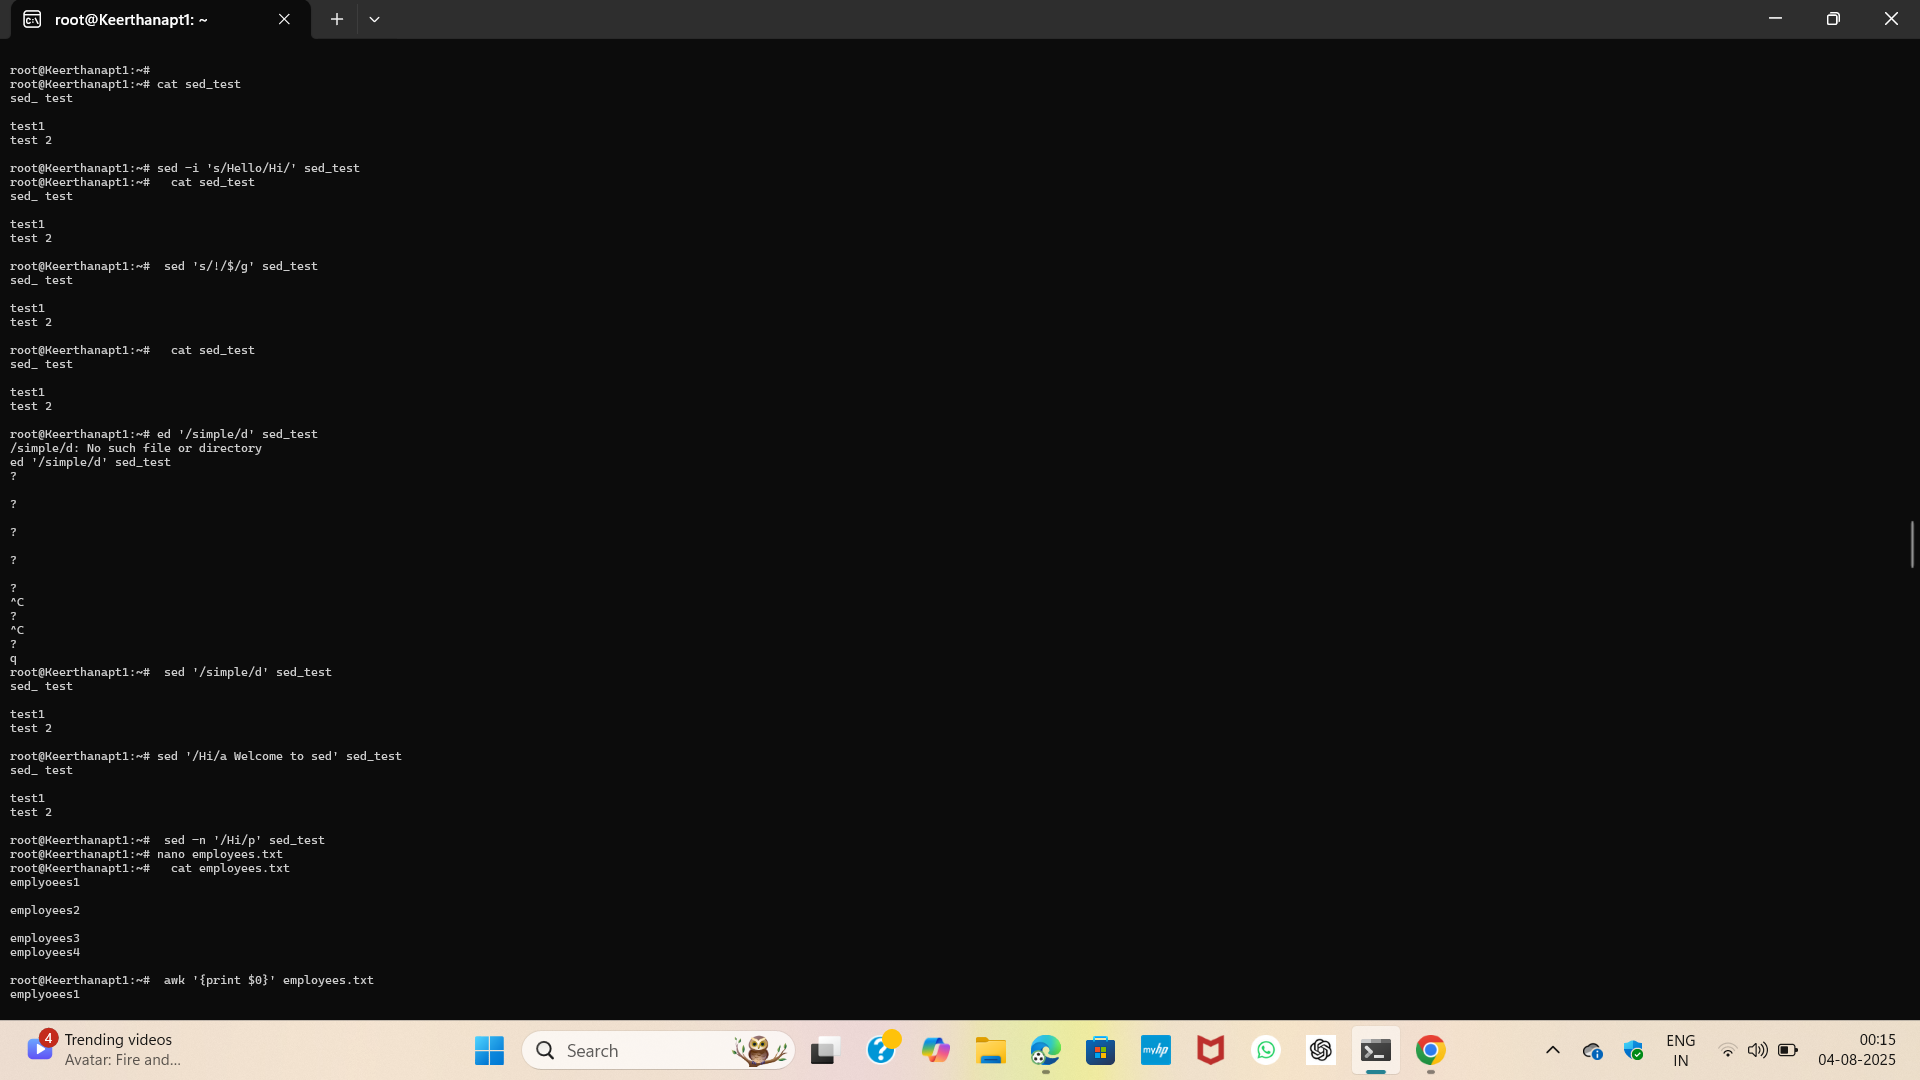 root@Keerthanapt1: ~
root@Keerthanapt1:~#
root@Keerthanapt1:~# cat sed_test
sed_ test
test1
test 2
root@Keerthanapt1:~# sed -i 's/Hello/Hi/' sed_test
root@Keerthanapt1:~#   cat sed_test
sed_ test
test1
test 2
root@Keerthanapt1:~#  sed 's/!/$/g' sed_test
sed_ test
test1
test 2
root@Keerthanapt1:~#   cat sed_test
sed_ test
test1
test 2
root@Keerthanapt1:~# ed '/simple/d' sed_test
/simple/d: No such file or directory
ed '/simple/d' sed_test
?
?
?
?
?
^C
?
^C
?
q
root@Keerthanapt1:~#  sed '/simple/d' sed_test
sed_ test
test1
test 2
root@Keerthanapt1:~# sed '/Hi/a Welcome to sed' sed_test
sed_ test
test1
test 2
root@Keerthanapt1:~#  sed -n '/Hi/p' sed_test
root@Keerthanapt1:~# nano employees.txt
root@Keerthanapt1:~#   cat employees.txt
emplyoees1
employees2
employees3
employees4
root@Keerthanapt1:~#  awk '{print $0}' employees.txt
emplyoees1
4
Trending videos
Avatar: Fire and...
Search
myhp
ENG
IN
00:15
04-08-2025